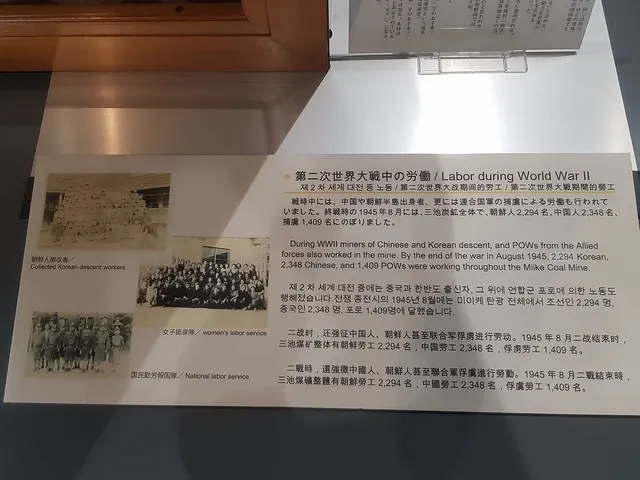 第二次世界大戦中の労働 / Labor during World War II
제 2 차 세계 대전 중 노동 / 第二次世界大战期间的劳工 / 第二次世界大戰期間的勞工
戦時中には、中国や朝鮮半島出身者、更には連合国軍の捕虜による労働も行われて
いました。終戦時の1945年8月には、三池炭鉱全体で、朝鮮人2,294名、中国人2,348名、
捕虜1,409名にのぼりました。
During WWII miners of Chinese and Korean descent, and POWs from the Allied
forces also worked in the mine. By the end of the war in August 1945, 2,294 Korean,
2,348 Chinese, and 1,409 POWs were working throughout the Miike Coal Mine.
제 2차 세계 대전 중에는 중국과 한반도 출신자, 그 위에 연합군 포로에 의한 노동도
행해졌습니다.전쟁 종전시의 1945년 8월에는 미이케 탄광 전체에서 조선인 2,294 명,
중국인 2,348 명, 포로 1,409명에 달했습니다.
二战时，还强征中国人、朝鲜人甚至联合军俘虏进行劳动。1945 年 8 月二战结束时，
三池煤矿整体有朝鲜劳工 2,294 名，中国劳工 2,348 名，俘虏劳工 1,409 名。
二戰時，還強徵中國人、朝鮮人甚至聯合軍俘虜進行勞動。1945 年 8 月二戰結束時，
三池煤礦整體有朝鮮勞工 2,294 名，中國勞工 2,348 名，俘虜勞工 1,409 名。
朝鮮人徴収者／
Collected Korean descent workers
女子挺身隊／ women's labor service
国民勤労報国隊／ National labor service